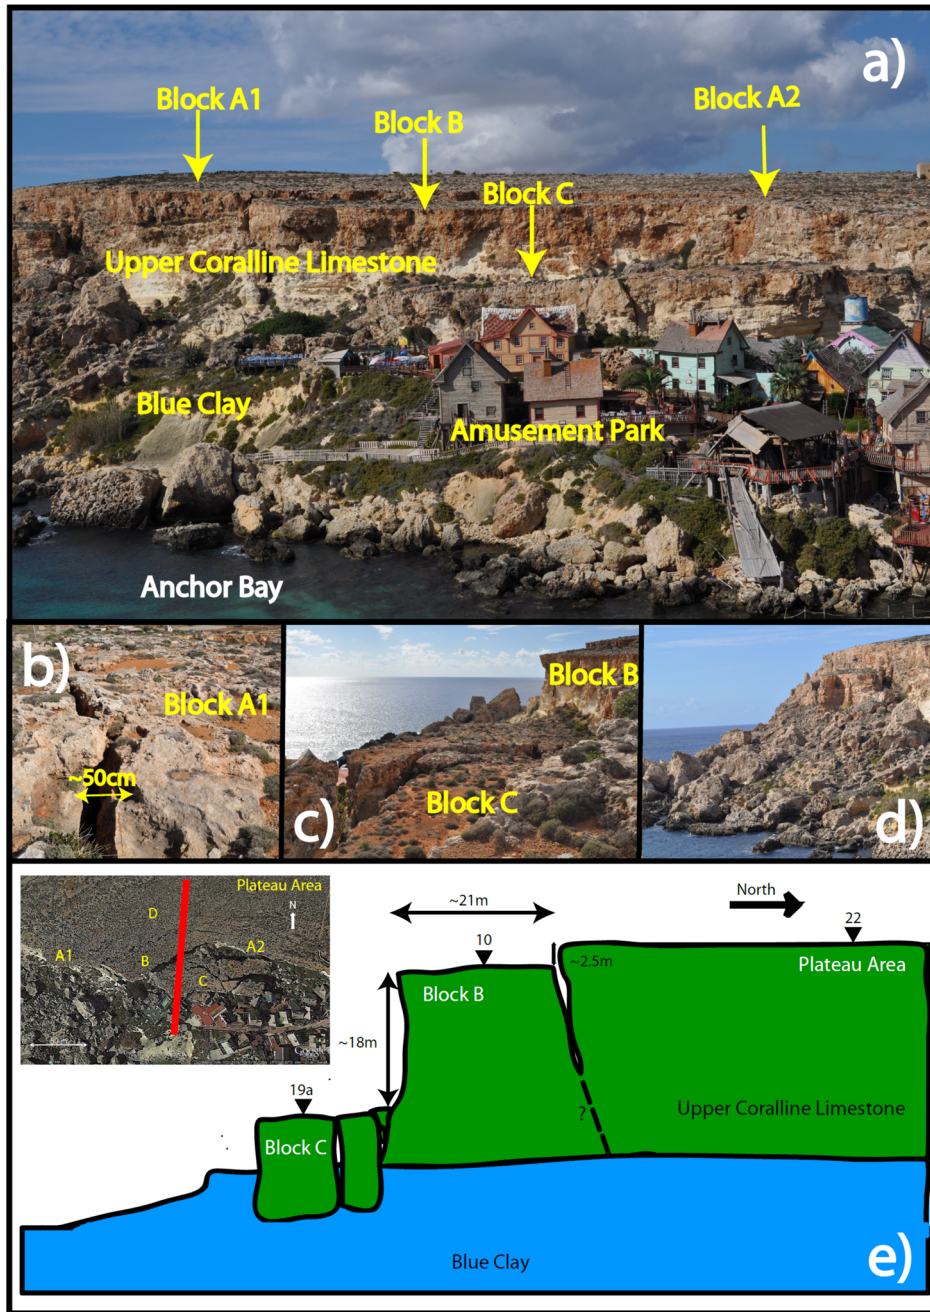 a)
Block A1
Block B
Block A2
Block C
Upper Coralline Limestone
Blue Clay
Amusement Park
Anchor Bay
b)
Block A1
~50cm
Block B
Block C
c)
d)
Plateau Area
N
D
A1
B
A2
C
Google
North
~21m
10
22
~2.5m
Plateau Area
Block B
~18m
19a
?
Upper Coralline Limestone
Block C
Blue Clay
e)